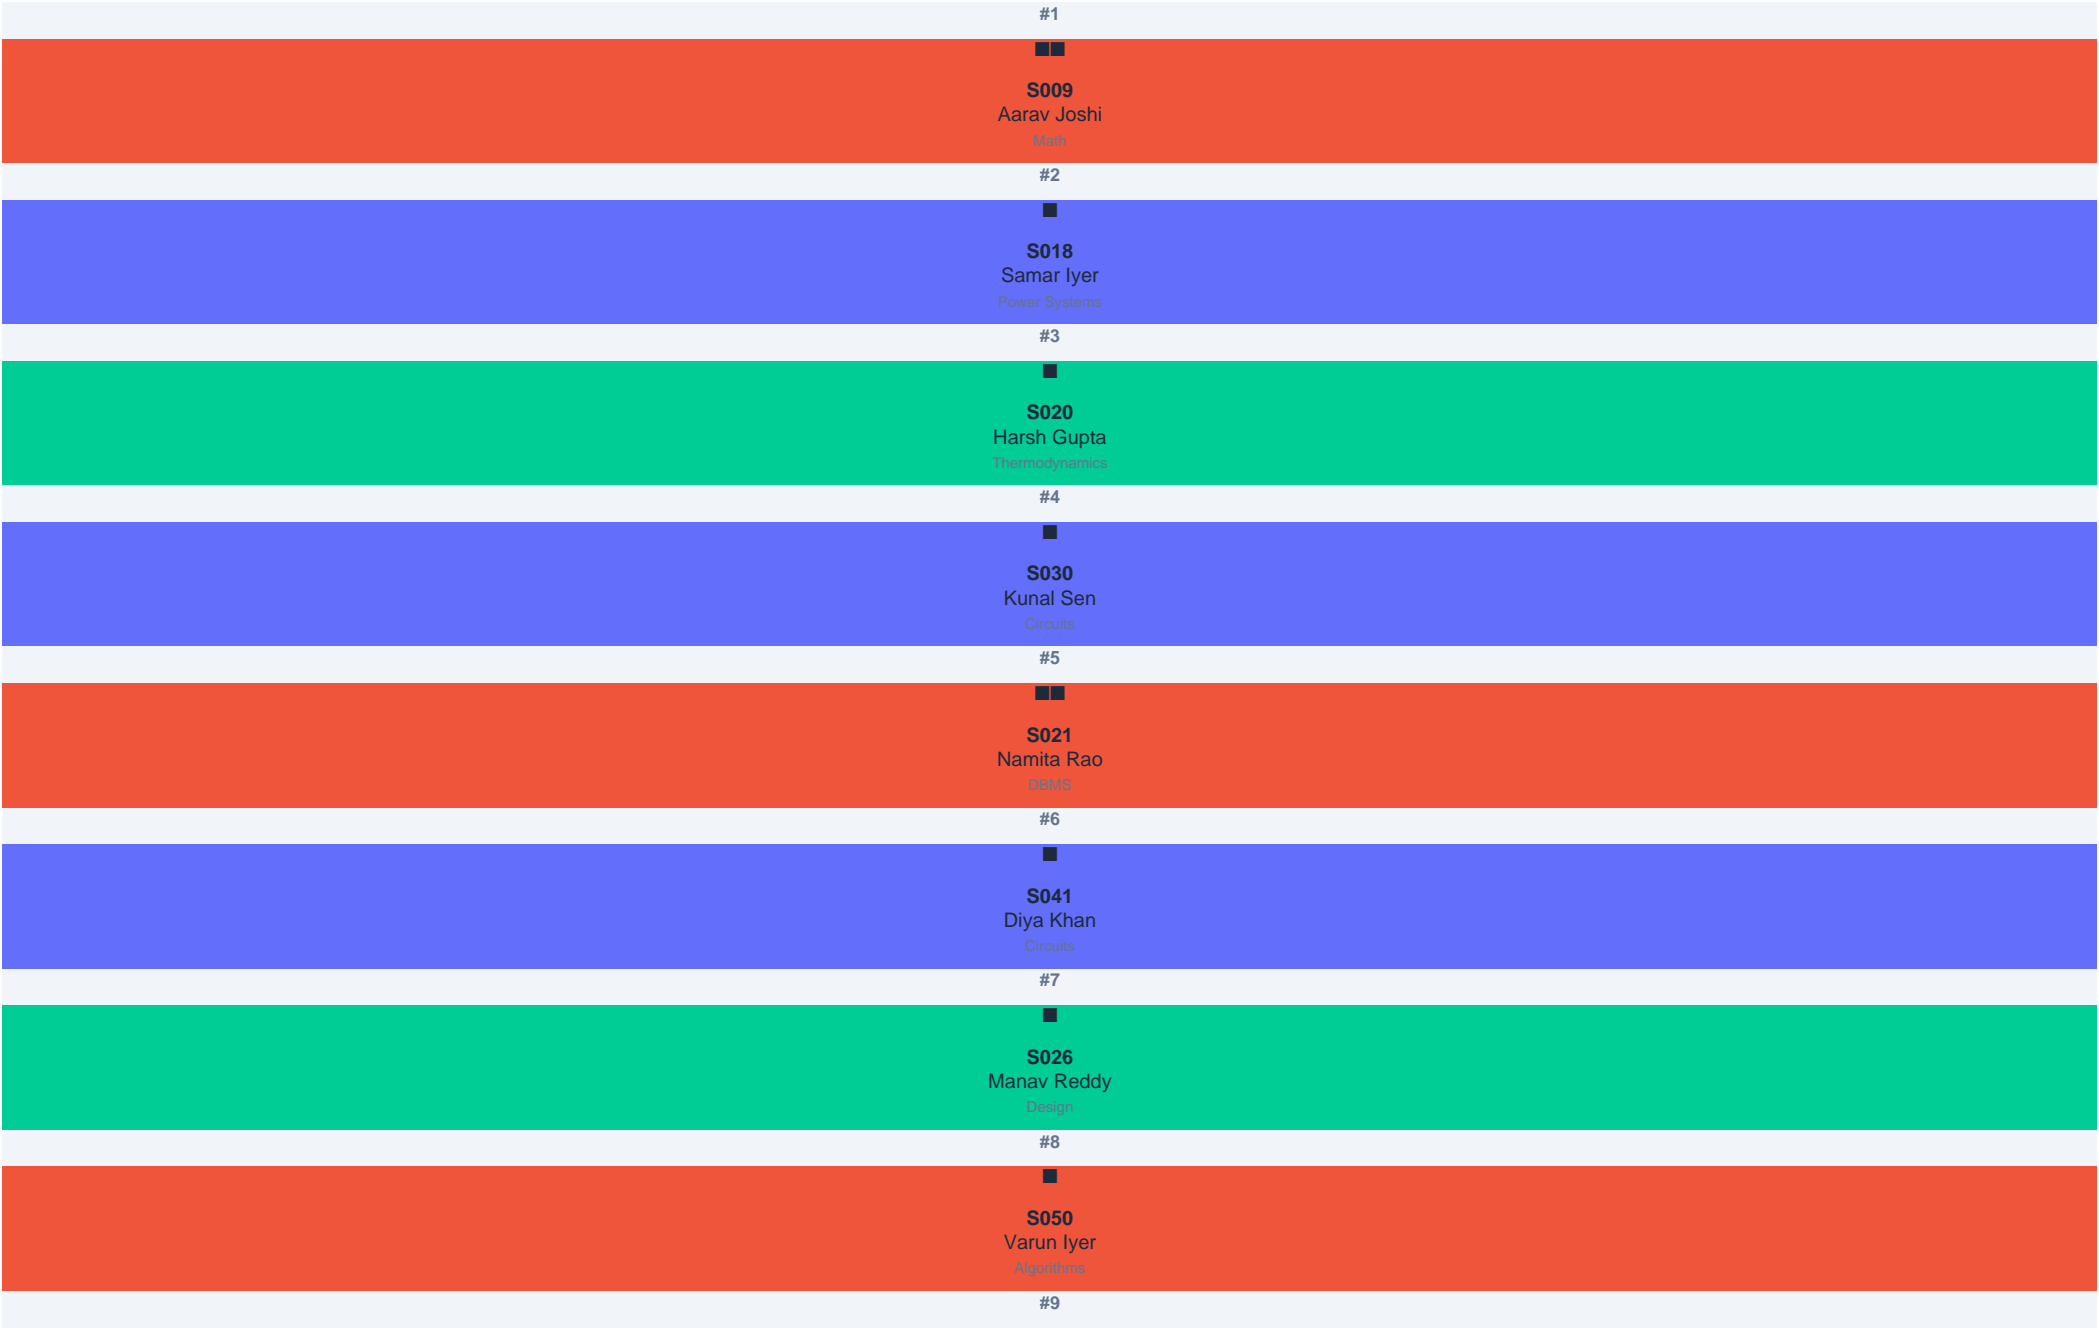 #1
■■
S009
Aarav Joshi
Math
#2
■
S018
Samar Iyer
Power Systems
#3
■
S020
Harsh Gupta
Thermodynamics
#4
■
S030
Kunal Sen
Circuits
#5
■■
S021
Namita Rao
DBMS
#6
■
S041
Diya Khan
Circuits
#7
■
S026
Manav Reddy
Design
#8
■
S050
Varun Iyer
Algorithms
#9